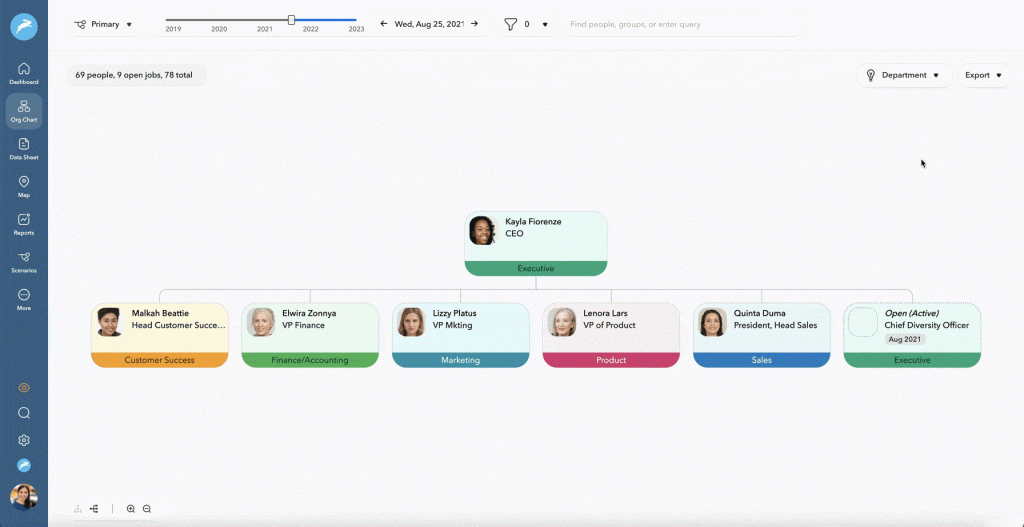 Primary
2019 2020 2021 2022 2023
Wed, Aug 25, 2021
0
Find people, groups, or enter query
69 people, 9 open jobs, 78 total
Department
Export
Dashboard
Org Chart
Data Sheet
Map
Reports
Scenarios
More
Kayla Fiorenze
CEO
Executive
Malkah Beattie
Head Customer Succe...
Customer Success
Elwira Zonnya
VP Finance
Finance/Accounting
Lizzy Platus
VP Mkting
Marketing
Lenora Lars
VP of Product
Product
Quinta Duma
President, Head Sales
Sales
Open (Active)
Chief Diversity Officer
Aug 2021
Executive